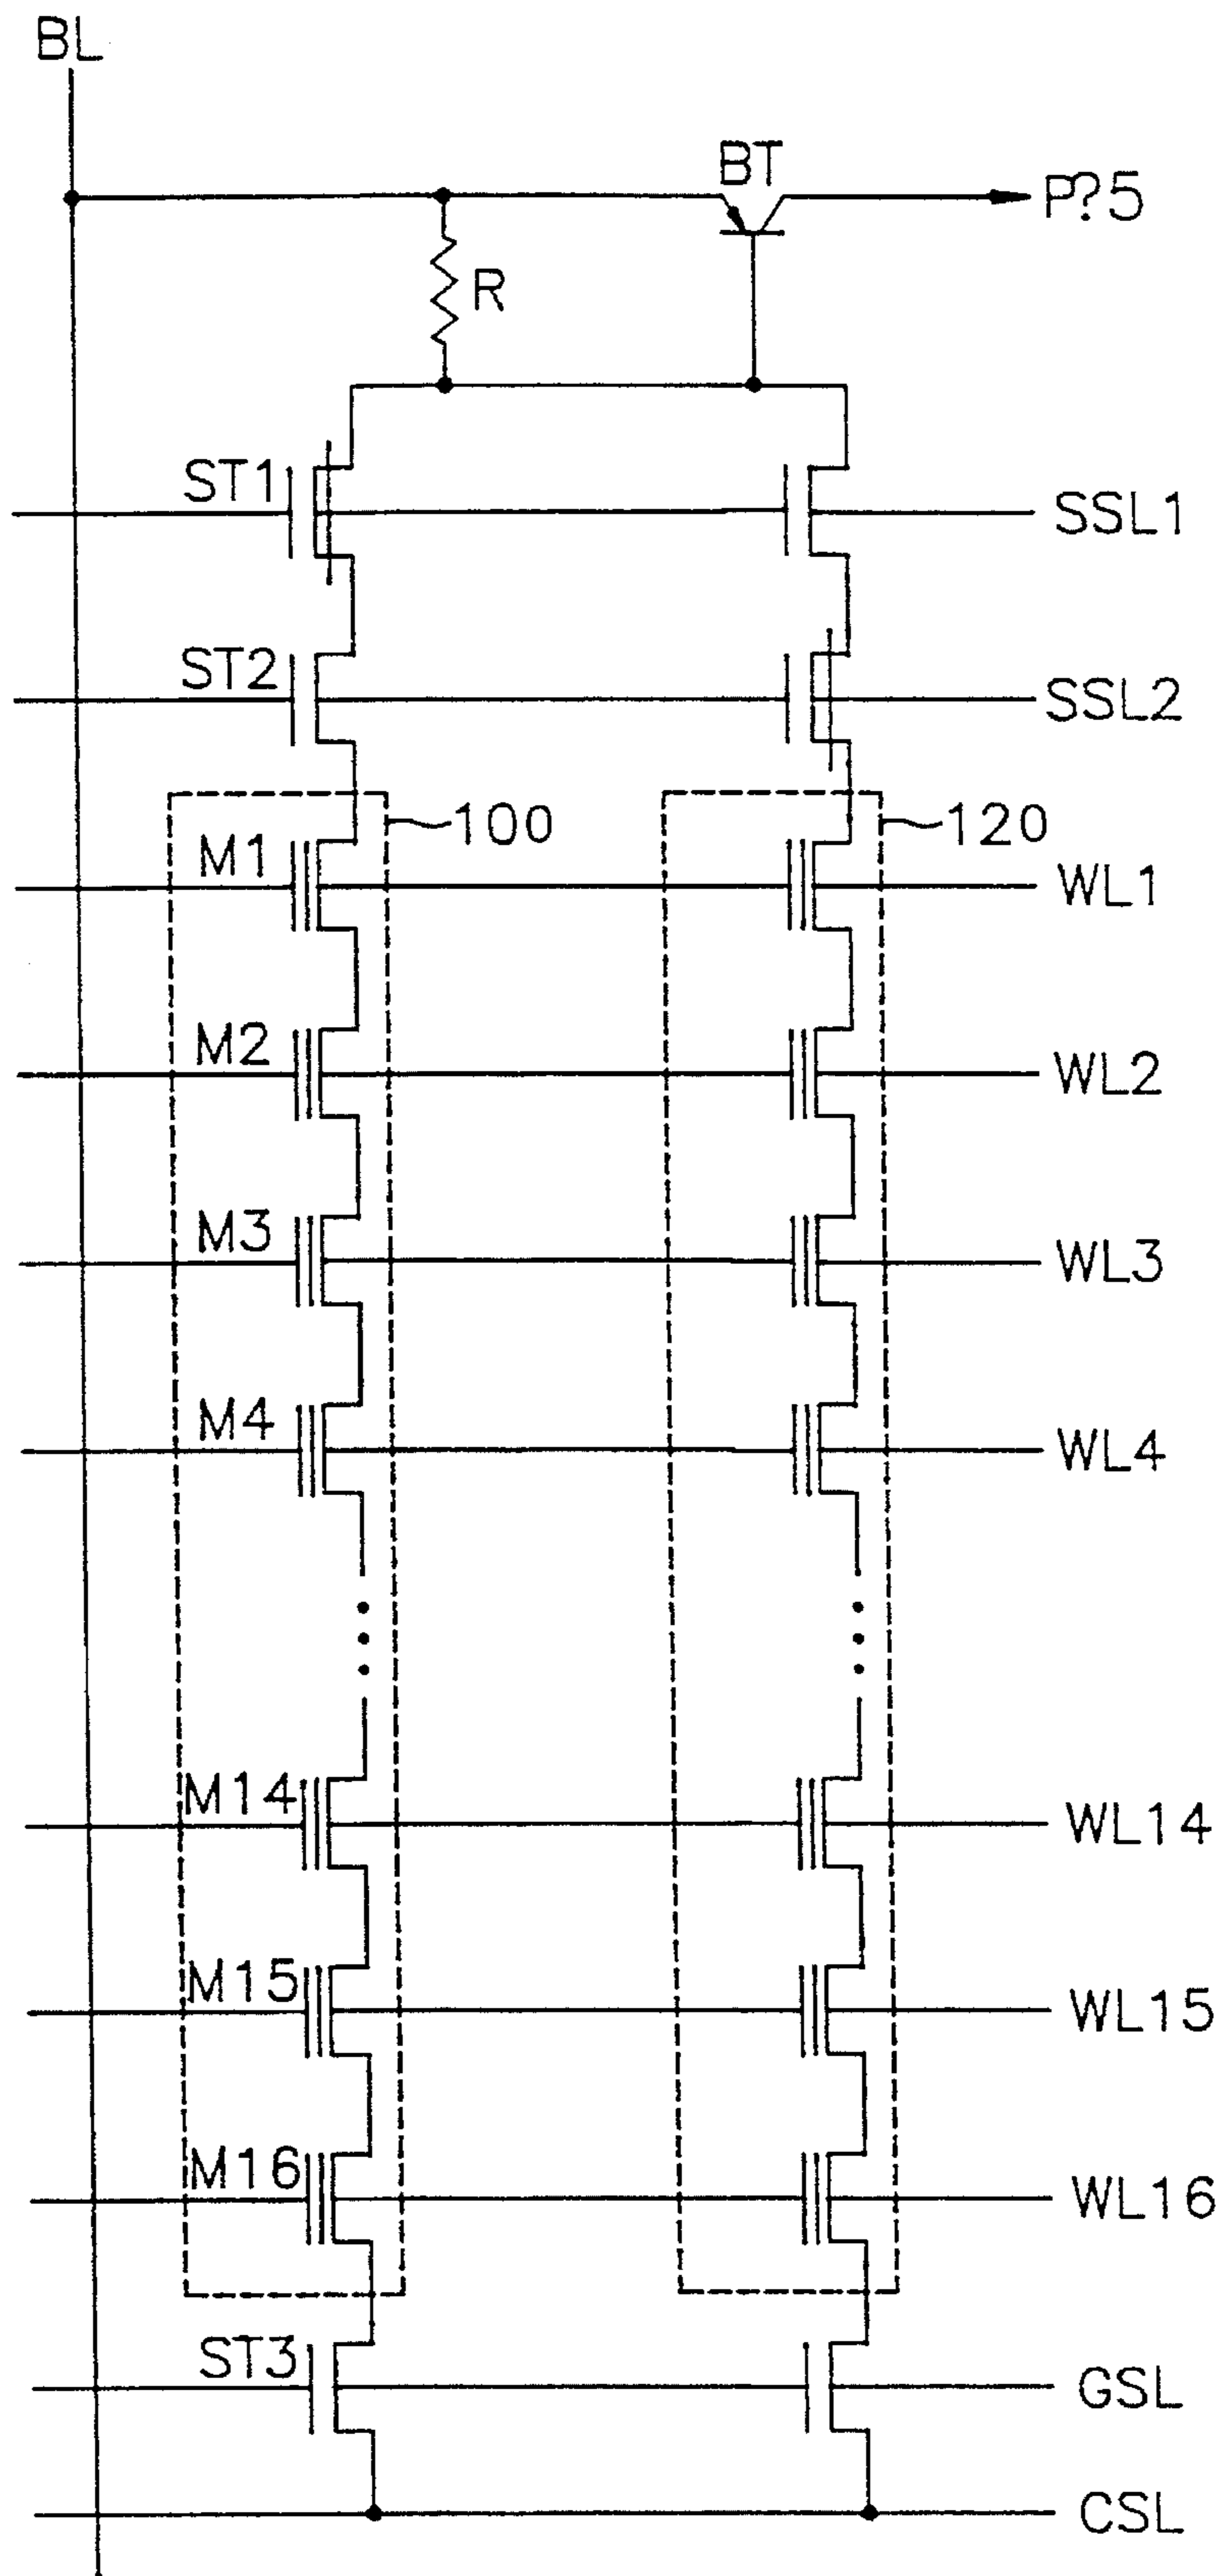 BL
BT
P?5
R
ST1
SSL1
ST2
SSL2
100
120
M1
WL1
M2
WL2
M3
WL3
M4
WL4
M14
WL14
M15
WL15
M16
WL16
ST3
GSL
CSL